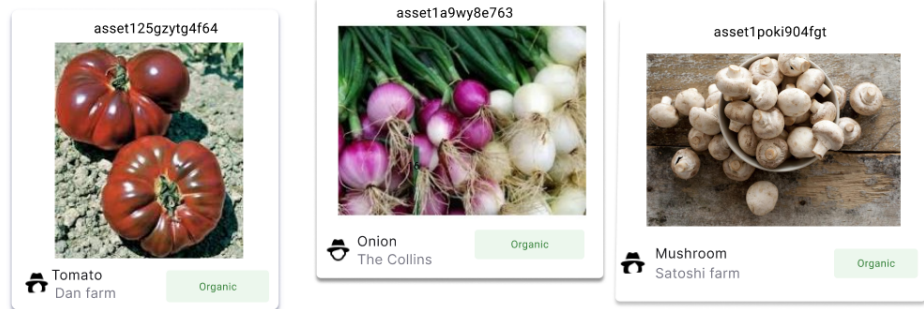 asset125gzytg4f64
Tomato
Dan farm
Organic
asset1a9wy8e763
Onion
The Collins
Organic
asset1poki904fgt
Mushroom
Satoshi farm
Organic